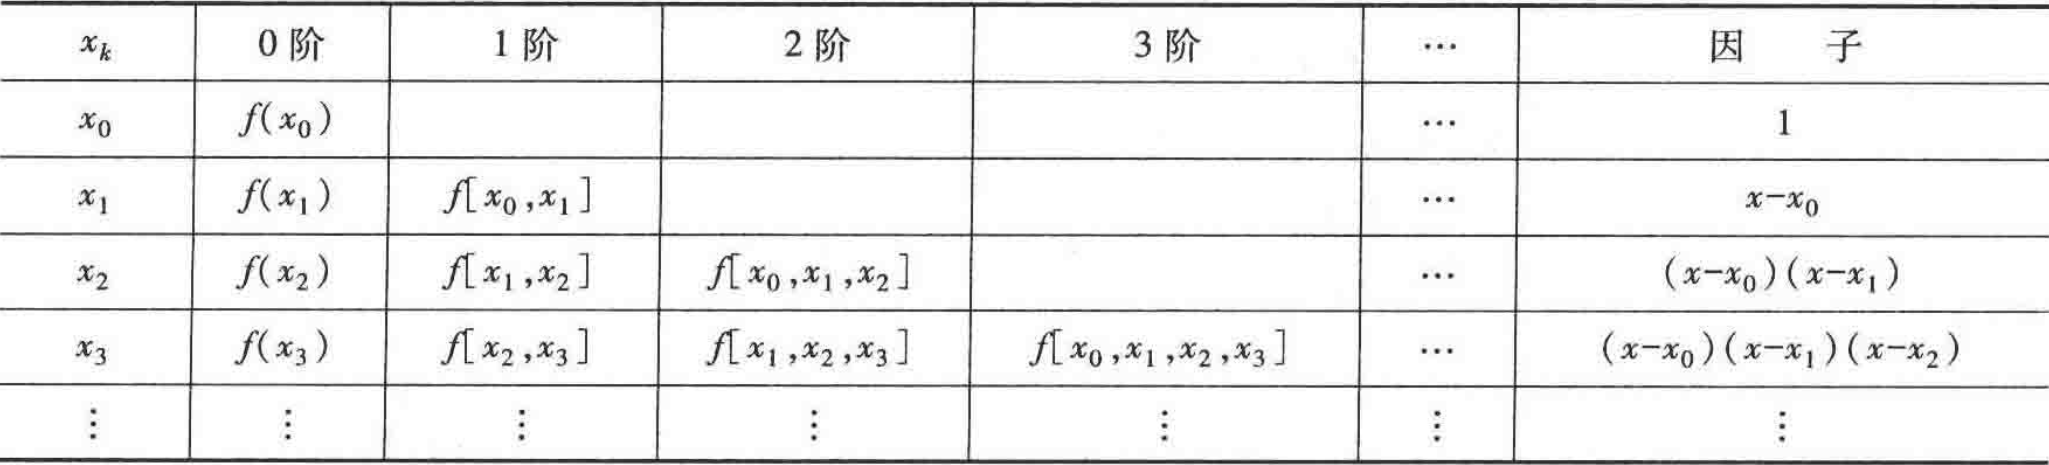 x_k 0阶 1阶 2阶 3阶 … 因 子
x_0 f(x_0) … 1
x_1 f(x_1) f[x_0,x_1] … x-x_0
x_2 f(x_2) f[x_1,x_2] f[x_0,x_1,x_2] … (x-x_0)(x-x_1)
x_3 f(x_3) f[x_2,x_3] f[x_1,x_2,x_3] f[x_0,x_1,x_2,x_3] … (x-x_0)(x-x_1)(x-x_2)
⋮ ⋮ ⋮ ⋮ ⋮ ⋮ ⋮